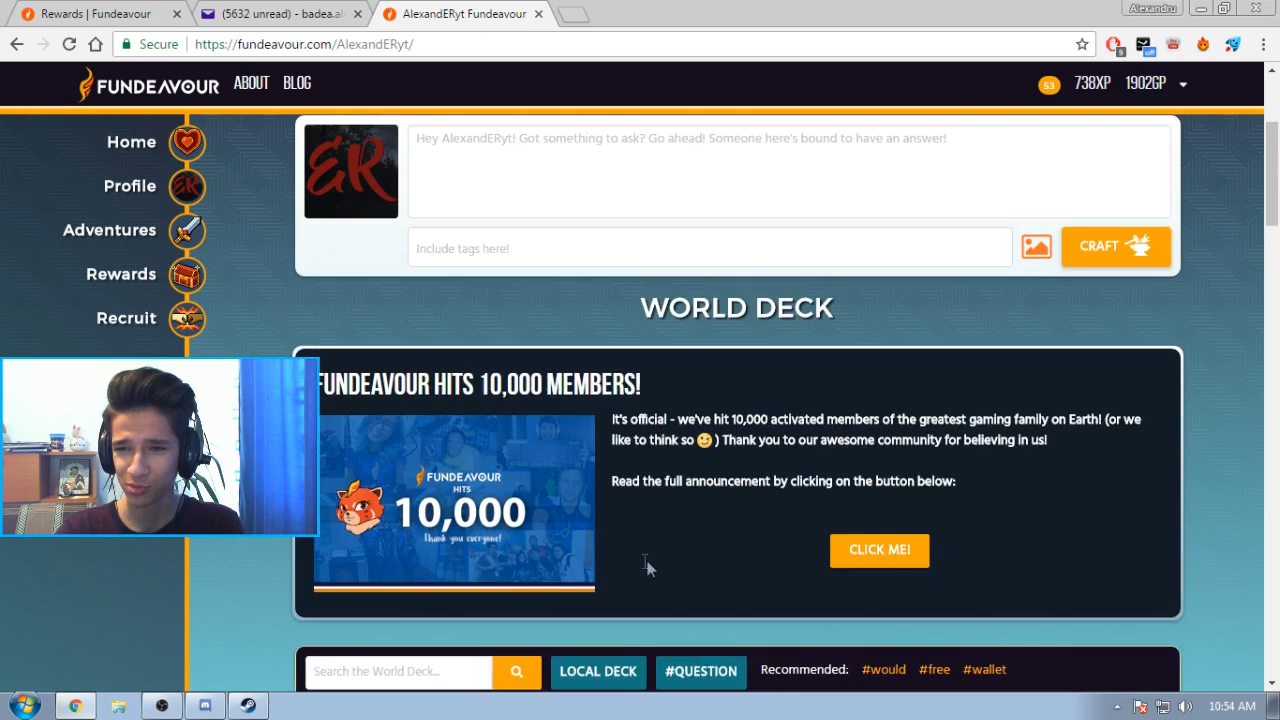 Rewards | Fundeavour
(5632 unread) - badea.al
AlexandERyt Fundeavour
Alexandru
Secure
https://fundeavour.com/AlexandERyt/
9
off
FUNDEAVOUR
ABOUT
BLOG
53
738XP
1902GP
Home
Profile
Adventures
Rewards
Recruit
ER
Hey AlexandERyt! Got something to ask? Go ahead! Someone here's bound to have an answer!
Include tags here!
CRAFT
WORLD DECK
FUNDEAVOUR HITS 10,000 MEMBERS!
FUNDEAVOUR
HITS
10,000
Thank you everyone!
It's official - we've hit 10,000 activated members of the greatest gaming family on Earth! (or we
like to think so 😉 ) Thank you to our awesome community for believing in us!
Read the full announcement by clicking on the button below:
CLICK ME!
Search the World Deck...
LOCAL DECK
#QUESTION
Recommended: #would #free #wallet
10:54 AM